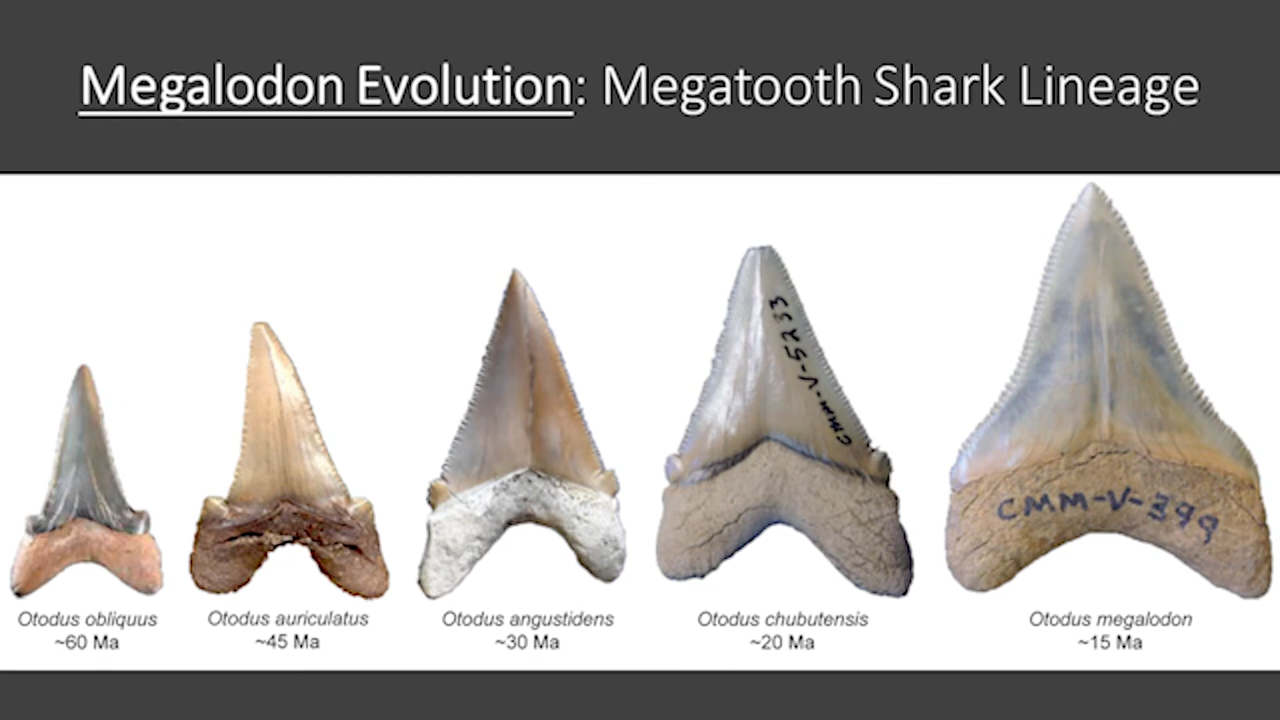 Megalodon Evolution: Megatooth Shark Lineage
CMM-V-5233
CMM-V-399
Otodus obliquus
~60 Ma
Otodus auriculatus
~45 Ma
Otodus angustidens
~30 Ma
Otodus chubutensis
~20 Ma
Otodus megalodon
~15 Ma